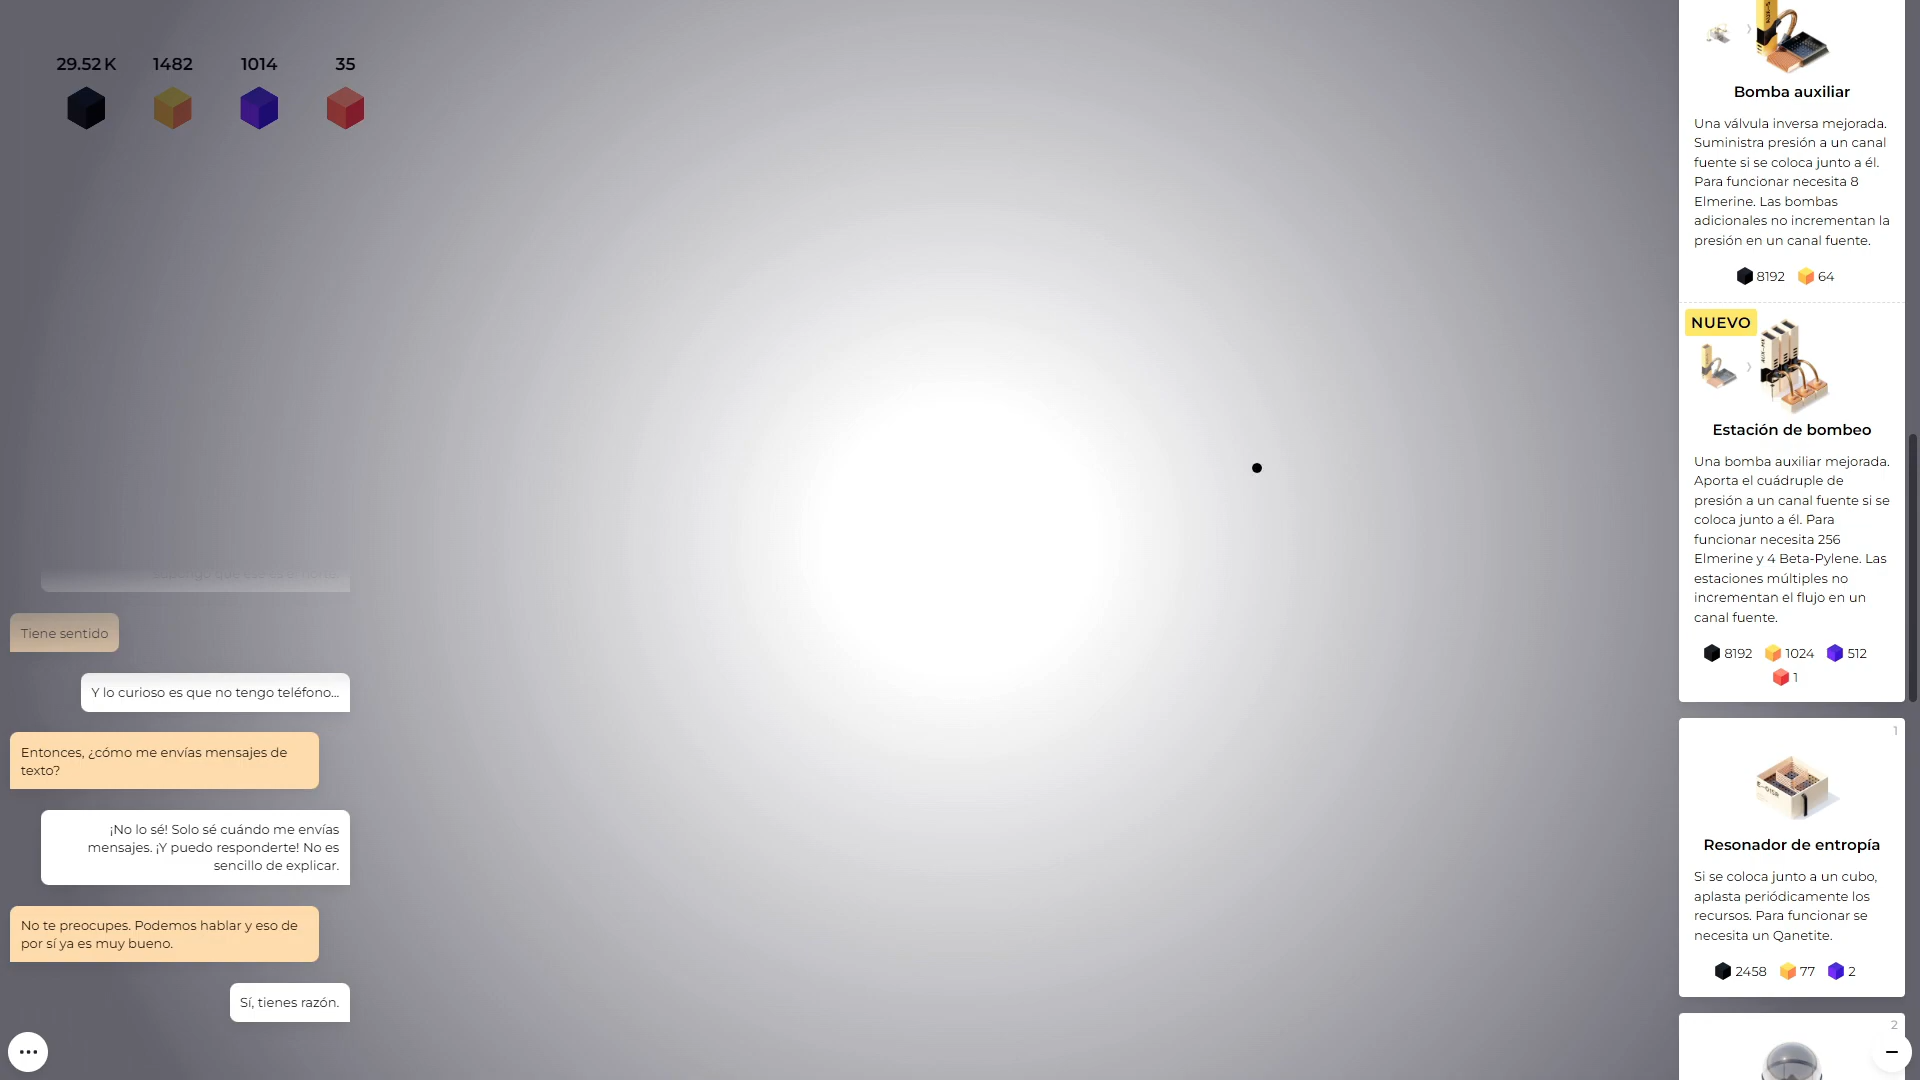 29.52 K
1482
1014
35
Tiene sentido
Y lo curioso es que no tengo teléfono...
Entonces, ¿cómo me envías mensajes de
texto?
¡No lo sé! Solo sé cuándo me envías
mensajes. ¡Y puedo responderte! No es
sencillo de explicar.
No te preocupes. Podemos hablar y eso de
por sí ya es muy bueno.
Sí, tienes razón.
Bomba auxiliar
Una válvula inversa mejorada.
Suministra presión a un canal
fuente si se coloca junto a él.
Para funcionar necesita 8
Elmerine. Las bombas
adicionales no incrementan la
presión en un canal fuente.
8192
64
NUEVO
Estación de bombeo
Una bomba auxiliar mejorada.
Aporta el cuádruple de
presión a un canal fuente si se
coloca junto a él. Para
funcionar necesita 256
Elmerine y 4 Beta-Pylene. Las
estaciones múltiples no
incrementan el flujo en un
canal fuente.
8192
1024
512
1
1
Resonador de entropía
Si se coloca junto a un cubo,
aplasta periódicamente los
recursos. Para funcionar se
necesita un Qanetite.
2458
77
2
2